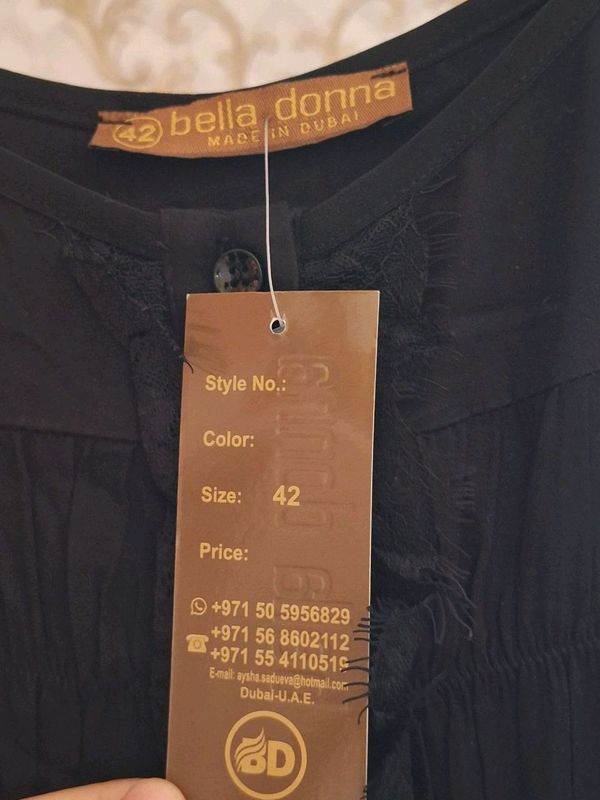 42 bella donna
MADE IN DUBAI
Style No.:
Color:
Size: 42
Price:
+971 50 5956829
+971 56 8602112
+971 55 4110519
E-mail: aysha.sadueva@hotmail.com
Dubai-U.A.E.
BD